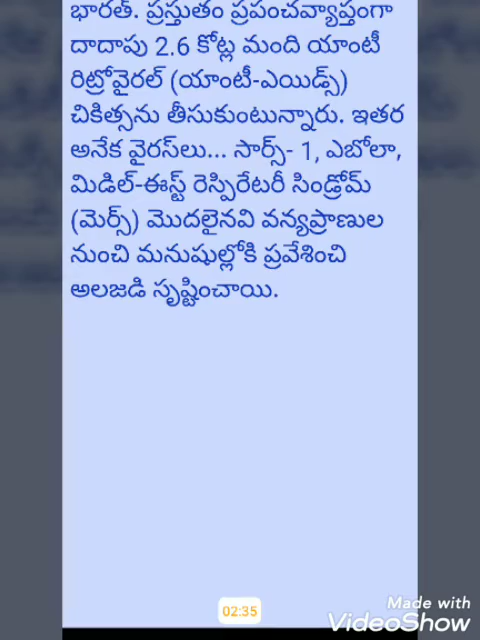 భారత్. ప్రస్తుతం ప్రపంచవ్యాప్తంగా
దాదాపు 2.6 కోట్ల మంది యాంటీ
రిట్రోవైరల్ (యాంటీ-ఎయిడ్స్)
చికిత్సను తీసుకుంటున్నారు. ఇతర
అనేక వైరస్‌లు... సార్స్- 1, ఎబోలా,
మిడిల్-ఈస్ట్ రెస్పిరేటరీ సిండ్రోమ్
(మెర్స్) మొదలైనవి వన్యప్రాణుల
నుంచి మనుషుల్లోకి ప్రవేశించి
అలజడి సృష్టించాయి.
02:35
Made with
VideoShow